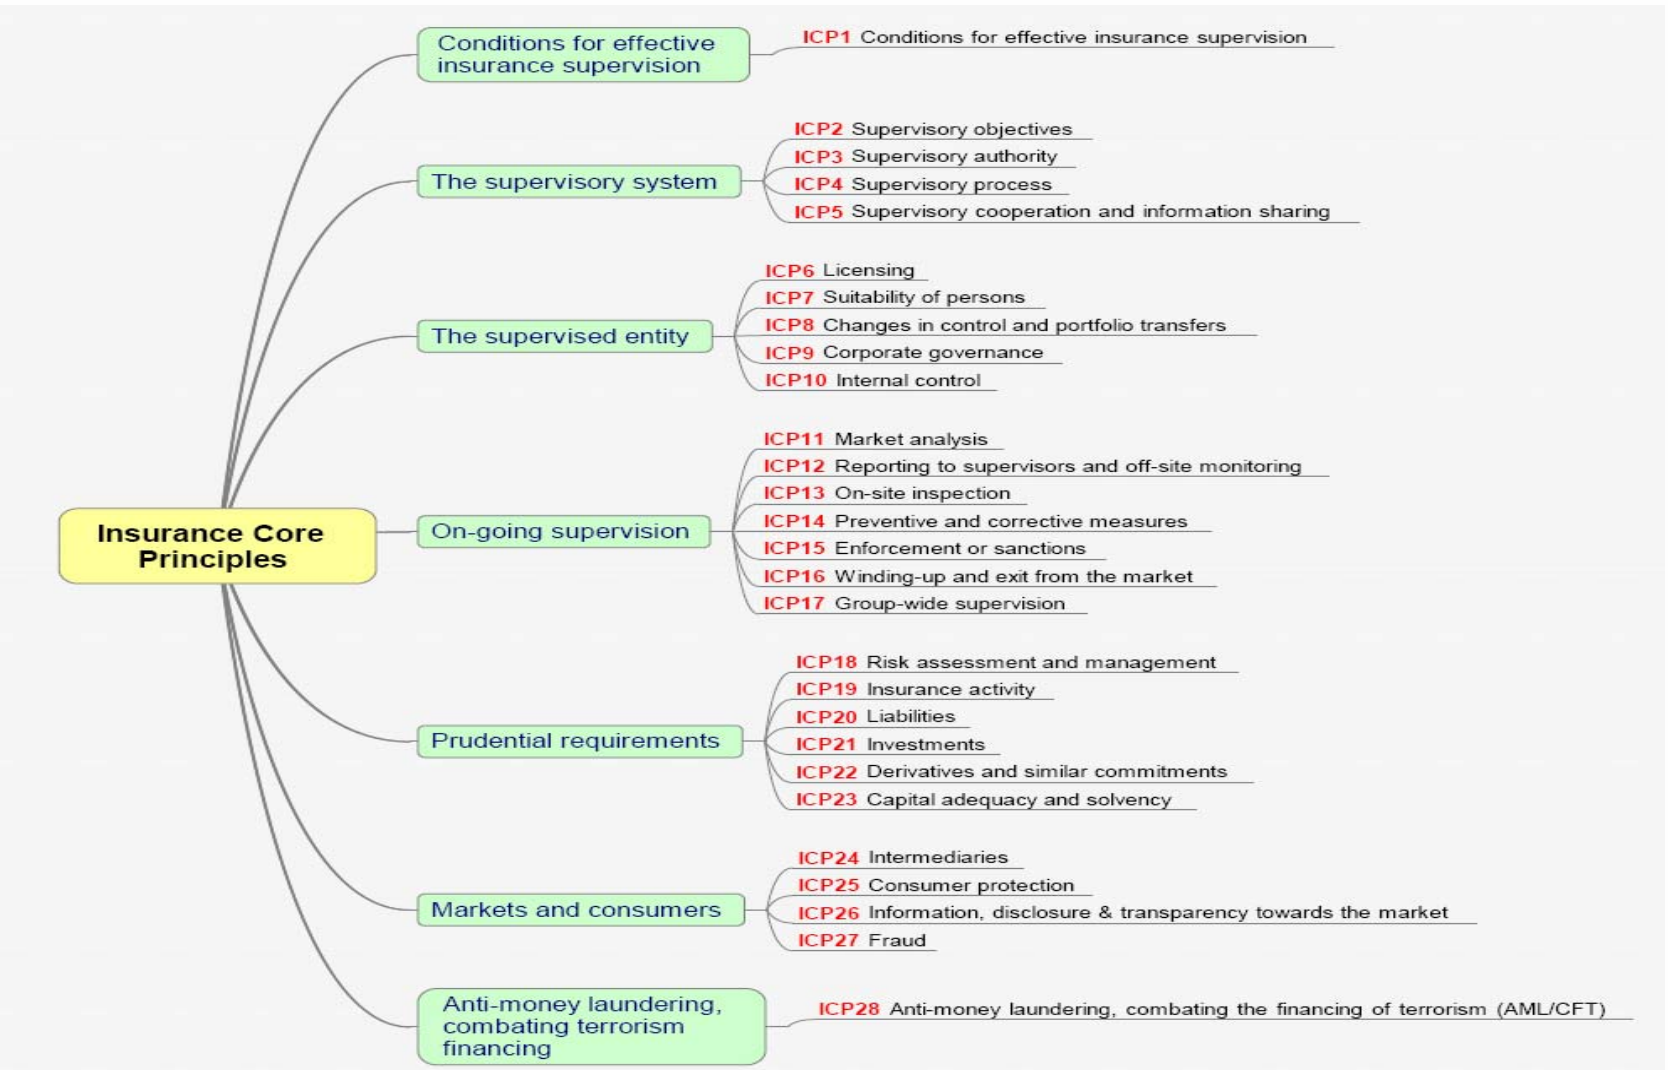 Conditions for effective
insurance supervision
ICP1 Conditions for effective insurance supervision
The supervisory system
ICP2 Supervisory objectives
ICP3 Supervisory authority
ICP4 Supervisory process
ICP5 Supervisory cooperation and information sharing
The supervised entity
ICP6 Licensing
ICP7 Suitability of persons
ICP8 Changes in control and portfolio transfers
ICP9 Corporate governance
ICP10 Internal control
Insurance Core
Principles
On-going supervision
ICP11 Market analysis
ICP12 Reporting to supervisors and off-site monitoring
ICP13 On-site inspection
ICP14 Preventive and corrective measures
ICP15 Enforcement or sanctions
ICP16 Winding-up and exit from the market
ICP17 Group-wide supervision
Prudential requirements
ICP18 Risk assessment and management
ICP19 Insurance activity
ICP20 Liabilities
ICP21 Investments
ICP22 Derivatives and similar commitments
ICP23 Capital adequacy and solvency
Markets and consumers
ICP24 Intermediaries
ICP25 Consumer protection
ICP26 Information, disclosure & transparency towards the market
ICP27 Fraud
Anti-money laundering,
combating terrorism
financing
ICP28 Anti-money laundering, combating the financing of terrorism (AML/CFT)